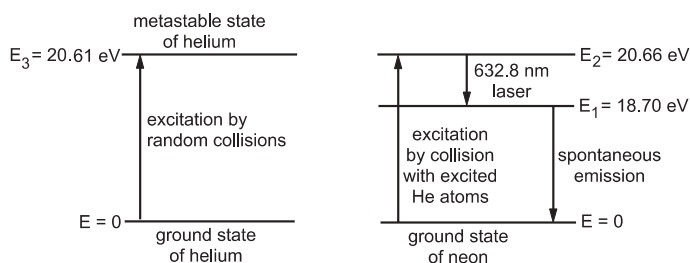 metastable state
of helium
E₃ = 20.61 eV
excitation by
random collisions
E = 0
ground state
of helium
E₂ = 20.66 eV
632.8 nm
laser
E₁ = 18.70 eV
excitation
by collision
with excited
He atoms
spontaneous
emission
E = 0
ground state
of neon